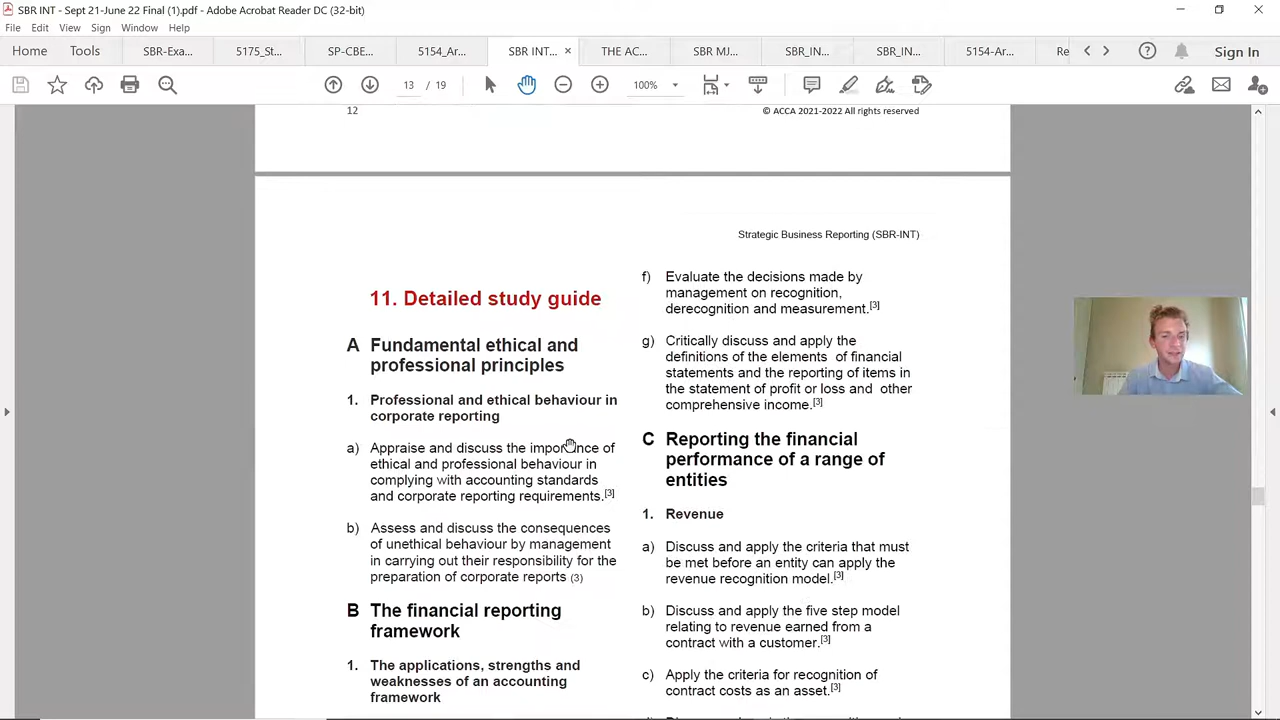 SBR INT - Sept 21-June 22 Final (1).pdf - Adobe Acrobat Reader DC (32-bit)
File Edit View Sign Window Help
Home Tools SBR-Exa... 5175_St... SP-CBE... 5154_Ar... SBR INT... × THE AC... SBR MJ... SBR_IN... SBR_IN... 5154-Ar... Re Sign In
13 / 19 100%
12 © ACCA 2021-2022 All rights reserved
Strategic Business Reporting (SBR-INT)
11. Detailed study guide
A Fundamental ethical and
professional principles
1. Professional and ethical behaviour in
corporate reporting
a) Appraise and discuss the importance of
ethical and professional behaviour in
complying with accounting standards
and corporate reporting requirements.[3]
b) Assess and discuss the consequences
of unethical behaviour by management
in carrying out their responsibility for the
preparation of corporate reports (3)
B The financial reporting
framework
1. The applications, strengths and
weaknesses of an accounting
framework
f) Evaluate the decisions made by
management on recognition,
derecognition and measurement.[3]
g) Critically discuss and apply the
definitions of the elements of financial
statements and the reporting of items in
the statement of profit or loss and other
comprehensive income.[3]
C Reporting the financial
performance of a range of
entities
1. Revenue
a) Discuss and apply the criteria that must
be met before an entity can apply the
revenue recognition model.[3]
b) Discuss and apply the five step model
relating to revenue earned from a
contract with a customer.[3]
c) Apply the criteria for recognition of
contract costs as an asset.[3]